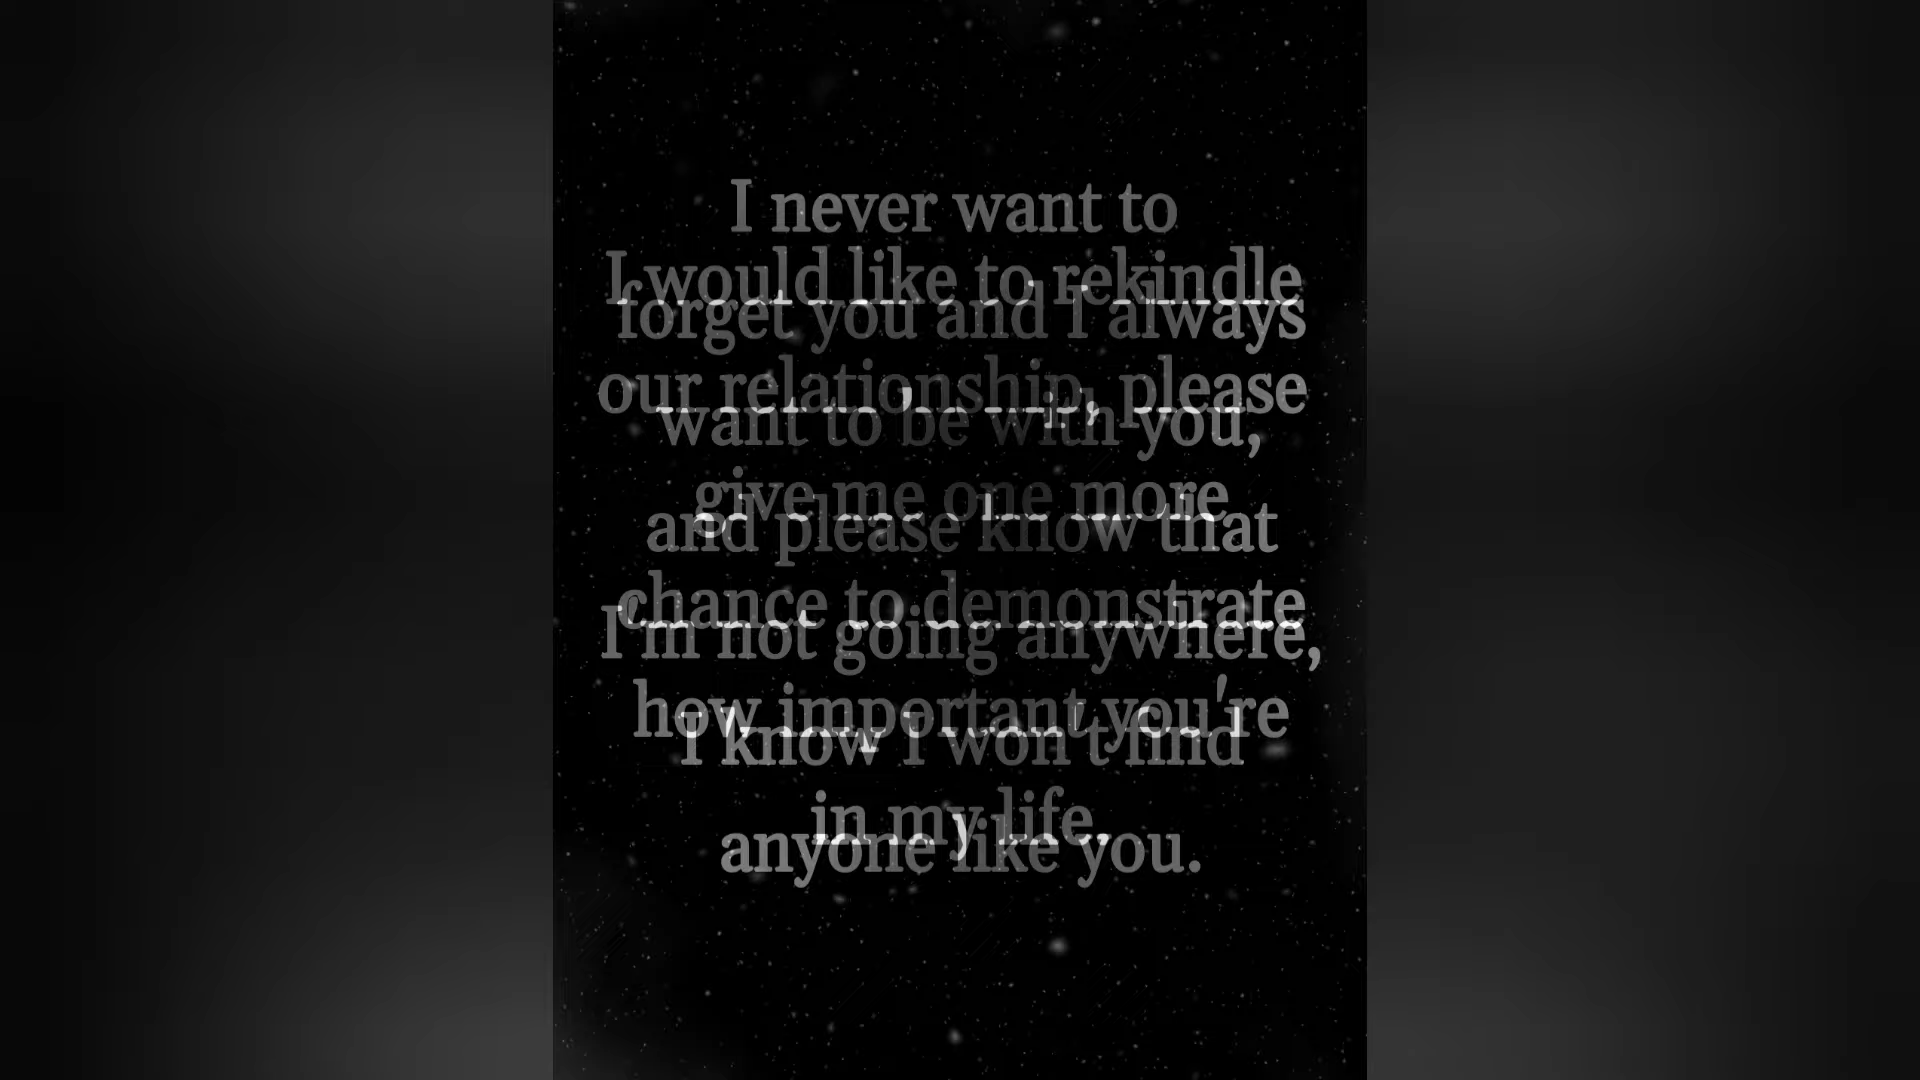 I never want to
forget you and I always
want to be with you,
and please know that
I'm not going anywhere,
I know I won't find
anyone like you.
I would like to rekindle
our relationship, please
give me one more
chance to demonstrate
how important you're
in my life.